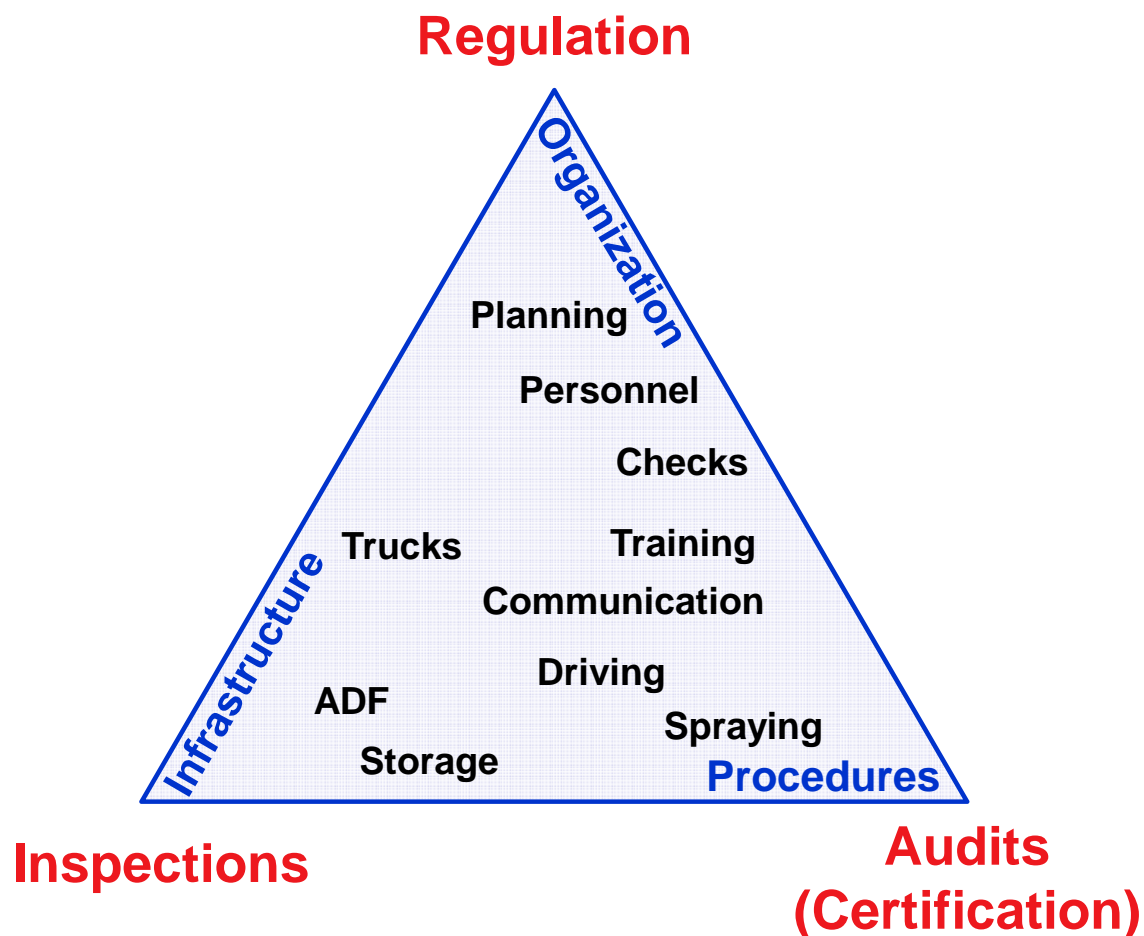 Regulation
Organization
Planning
Personnel
Checks
Trucks
Training
Communication
Infrastructure
Driving
ADF
Spraying
Storage
Procedures
Inspections
Audits
(Certification)